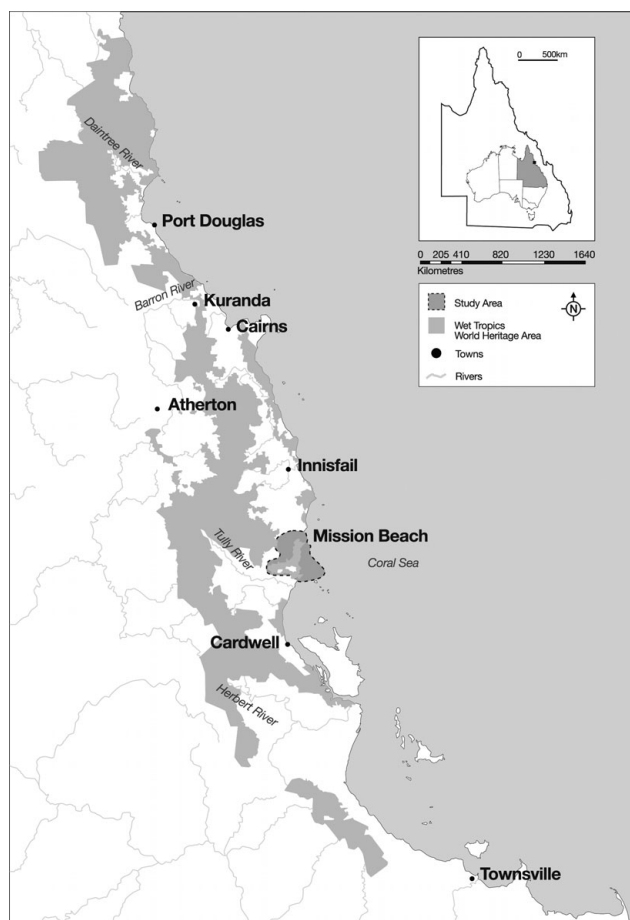 0 500km
Daintree River
Port Douglas
0 205 410 820 1230 1640
Kilometres
Barron River
Kuranda
Cairns
Study Area
N
Wet Tropics
World Heritage Area
Towns
Rivers
Atherton
Innisfail
Mission Beach
Tully River
Coral Sea
Cardwell
Herbert River
Townsville